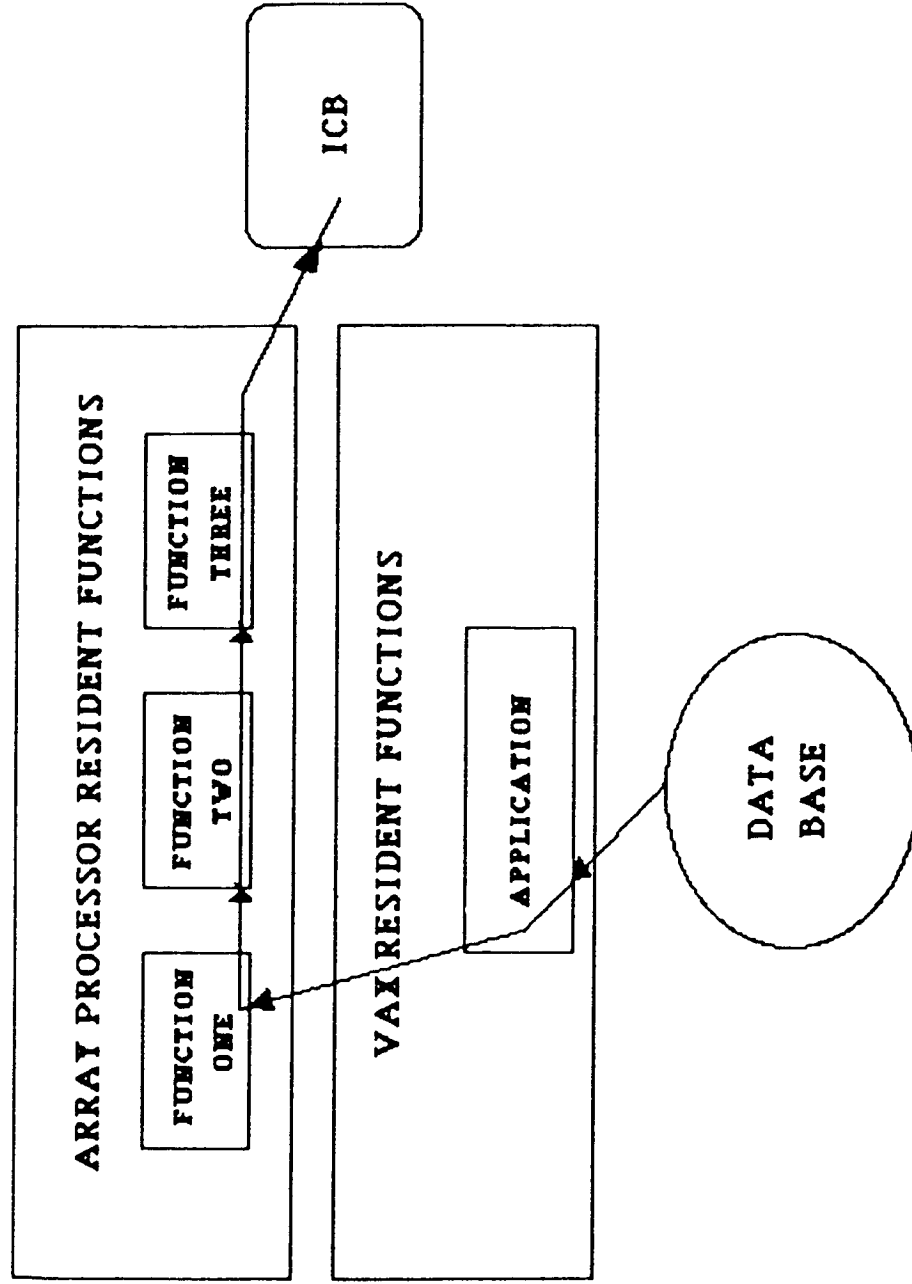 ARRAY PROCESSOR RESIDENT FUNCTIONS
FUNCTION
ONE
FUNCTION
TWO
FUNCTION
THREE
ICB
VAX RESIDENT FUNCTIONS
APPLICATION
DATA
BASE